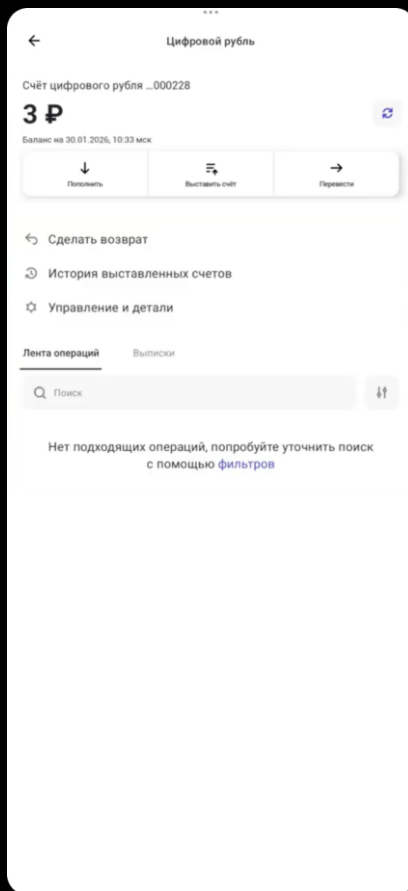 Цифровой рубль
Счёт цифрового рубля ...000228
3 ₽
Баланс на 30.01.2026, 10:33 мск
Пополнить
Выставить счёт
Перевести
Сделать возврат
История выставленных счетов
Управление и детали
Лента операций
Выписки
Поиск
Нет подходящих операций, попробуйте уточнить поиск
с помощью фильтров